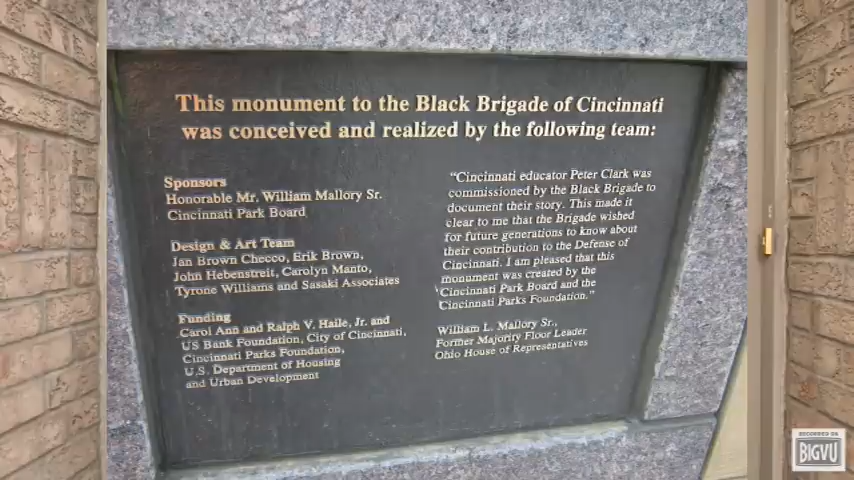 This monument to the Black Brigade of Cincinnati
was conceived and realized by the following team:
Sponsors
Honorable Mr. William Mallory Sr.
Cincinnati Park Board
Design & Art Team
Jan Brown Checco, Erik Brown,
John Hebenstreit, Carolyn Manto,
Tyrone Williams and Sasaki Associates
Funding
Carol Ann and Ralph V. Haile, Jr. and
US Bank Foundation, City of Cincinnati,
Cincinnati Parks Foundation,
U.S. Department of Housing
and Urban Development
"Cincinnati educator Peter Clark was
commissioned by the Black Brigade to
document their story. This made it
clear to me that the Brigade wished
for future generations to know about
their contribution to the Defense of
Cincinnati. I am pleased that this
monument was created by the
Cincinnati Park Board and the
Cincinnati Parks Foundation."
William L. Mallory Sr.,
Former Majority Floor Leader
Ohio House of Representatives
RECORDED ON
BIGVU